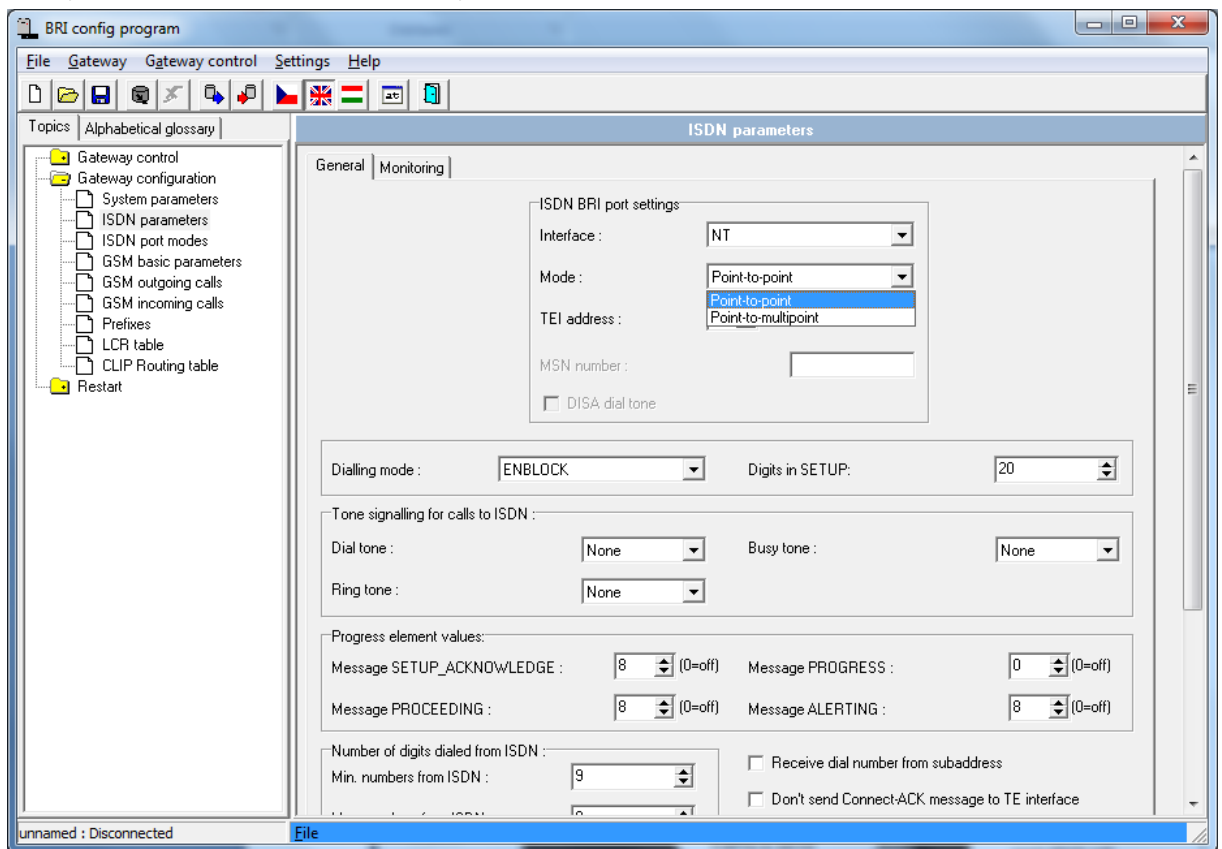 BRI config program
File Gateway Gateway control Settings Help
at
Topics Alphabetical glossary
ISDN parameters
Gateway control
Gateway configuration
System parameters
ISDN parameters
ISDN port modes
GSM basic parameters
GSM outgoing calls
GSM incoming calls
Prefixes
LCR table
CLIP Routing table
Restart
General Monitoring
ISDN BRI port settings
Interface : NT
Mode : Point-to-point
Point-to-point
Point-to-multipoint
TEI address :
MSN number :
DISA dial tone
Dialling mode : ENBLOCK Digits in SETUP: 20
Tone signalling for calls to ISDN :
Dial tone : None Busy tone : None
Ring tone : None
Progress element values:
Message SETUP_ACKNOWLEDGE : 8 (0=off) Message PROGRESS : 0 (0=off)
Message PROCEEDING : 8 (0=off) Message ALERTING : 8 (0=off)
Number of digits dialed from ISDN :
Min. numbers from ISDN : 9
Receive dial number from subaddress
Don't send Connect-ACK message to TE interface
unnamed : Disconnected File